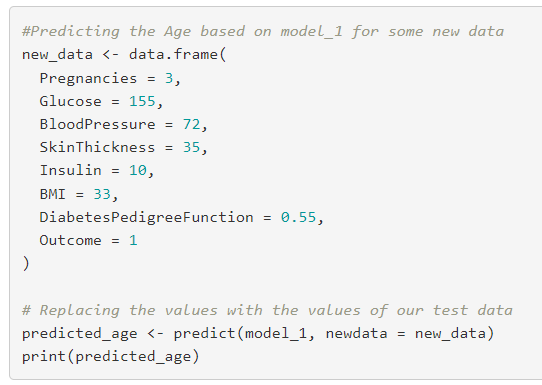 #Predicting the Age based on model_1 for some new data
new_data <- data.frame(
  Pregnancies = 3,
  Glucose = 155,
  BloodPressure = 72,
  SkinThickness = 35,
  Insulin = 10,
  BMI = 33,
  DiabetesPedigreeFunction = 0.55,
  Outcome = 1
)

# Replacing the values with the values of our test data
predicted_age <- predict(model_1, newdata = new_data)
print(predicted_age)